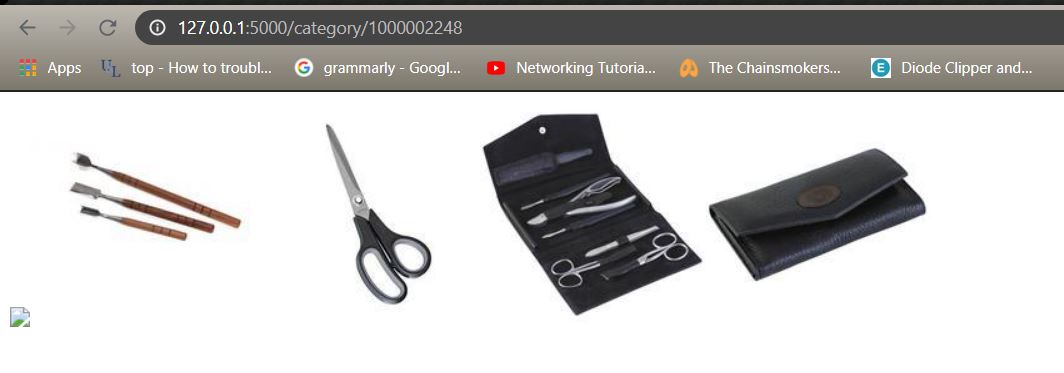 127.0.0.1:5000/category/1000002248
Apps UL top - How to troubl... G grammarly - Googl... Networking Tutoria... The Chainsmokers... E Diode Clipper and...